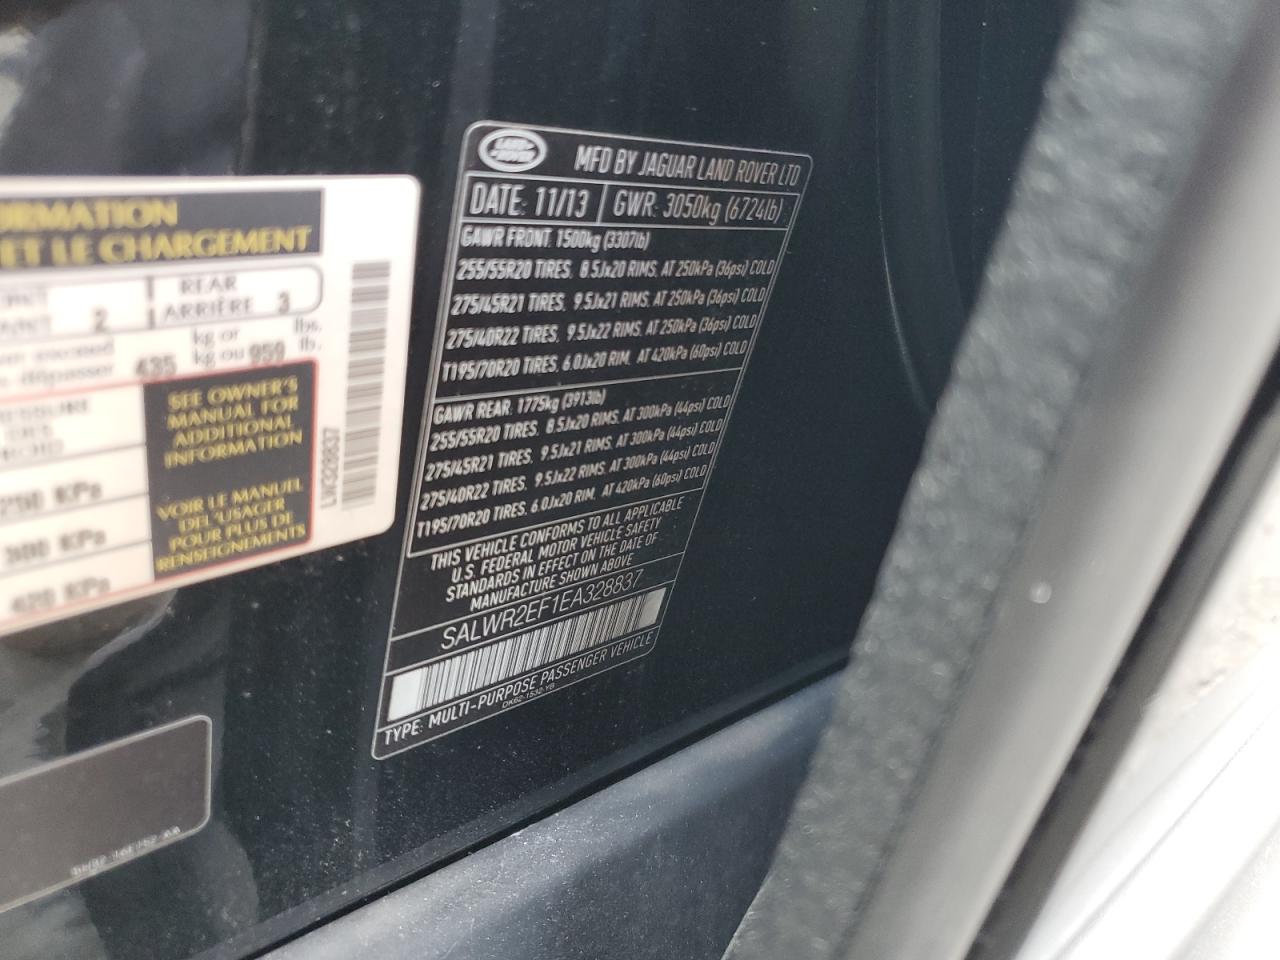 ORMATION
ET LE CHARGEMENT
REAR
2 ARRIÈRE 3
kg or lbs.
435 kg ou 959 lb.
SEE OWNER'S
MANUAL FOR
ADDITIONAL
INFORMATION
VOIR LE MANUEL
DEL'USAGER
POUR PLUS DE
RENSEIGNEMENTS
250 KPa
300 KPa
420 KPa
LW328837
LAND ROVER
MFD BY JAGUAR LAND ROVER LTD
DATE: 11/13 GWR: 3050kg (6724lb)
GAWR FRONT. 1500kg (3307lb)
255/55R20 TIRES, 8.5Jx20 RIMS, AT 250kPa (36psi) COLD
275/45R21 TIRES, 9.5Jx21 RIMS, AT 250kPa (36psi) COLD
275/40R22 TIRES, 9.5Jx22 RIMS, AT 250kPa (36psi) COLD
T195/70R20 TIRES, 6.0Jx20 RIM, AT 420kPa (60psi) COLD
GAWR REAR: 1775kg (3913lb)
255/55R20 TIRES, 8.5Jx20 RIMS, AT 300kPa (44psi) COLD
275/45R21 TIRES, 9.5Jx21 RIMS, AT 300kPa (44psi) COLD
275/40R22 TIRES, 9.5Jx22 RIMS, AT 300kPa (44psi) COLD
T195/70R20 TIRES, 6.0Jx20 RIM, AT 420kPa (60psi) COLD
THIS VEHICLE CONFORMS TO ALL APPLICABLE
U.S. FEDERAL MOTOR VEHICLE SAFETY
STANDARDS IN EFFECT ON THE DATE OF
MANUFACTURE SHOWN ABOVE
SALWR2EF1EA328837
TYPE: MULTI-PURPOSE PASSENGER VEHICLE